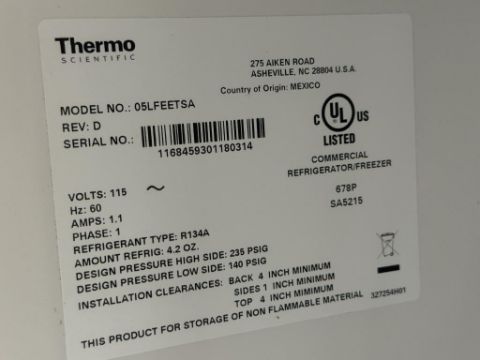 Thermo
SCIENTIFIC
275 AIKEN ROAD
ASHEVILLE, NC 28804 U.S.A.
Country of Origin: MEXICO
MODEL NO.: 05LFEETSA
REV: D
SERIAL NO.:
1168459301180314
C UL US
LISTED
COMMERCIAL
REFRIGERATOR/FREEZER
678P
SA5215
VOLTS: 115 ~
Hz: 60
AMPS: 1.1
PHASE: 1
REFRIGERANT TYPE: R134A
AMOUNT REFRIG: 4.2 OZ.
DESIGN PRESSURE HIGH SIDE: 235 PSIG
DESIGN PRESSURE LOW SIDE: 140 PSIG
INSTALLATION CLEARANCES: BACK 4 INCH MINIMUM
SIDES 1 INCH MINIMUM
TOP 4 INCH MIMIMUM
THIS PRODUCT FOR STORAGE OF NON FLAMMABLE MATERIAL
327254H01